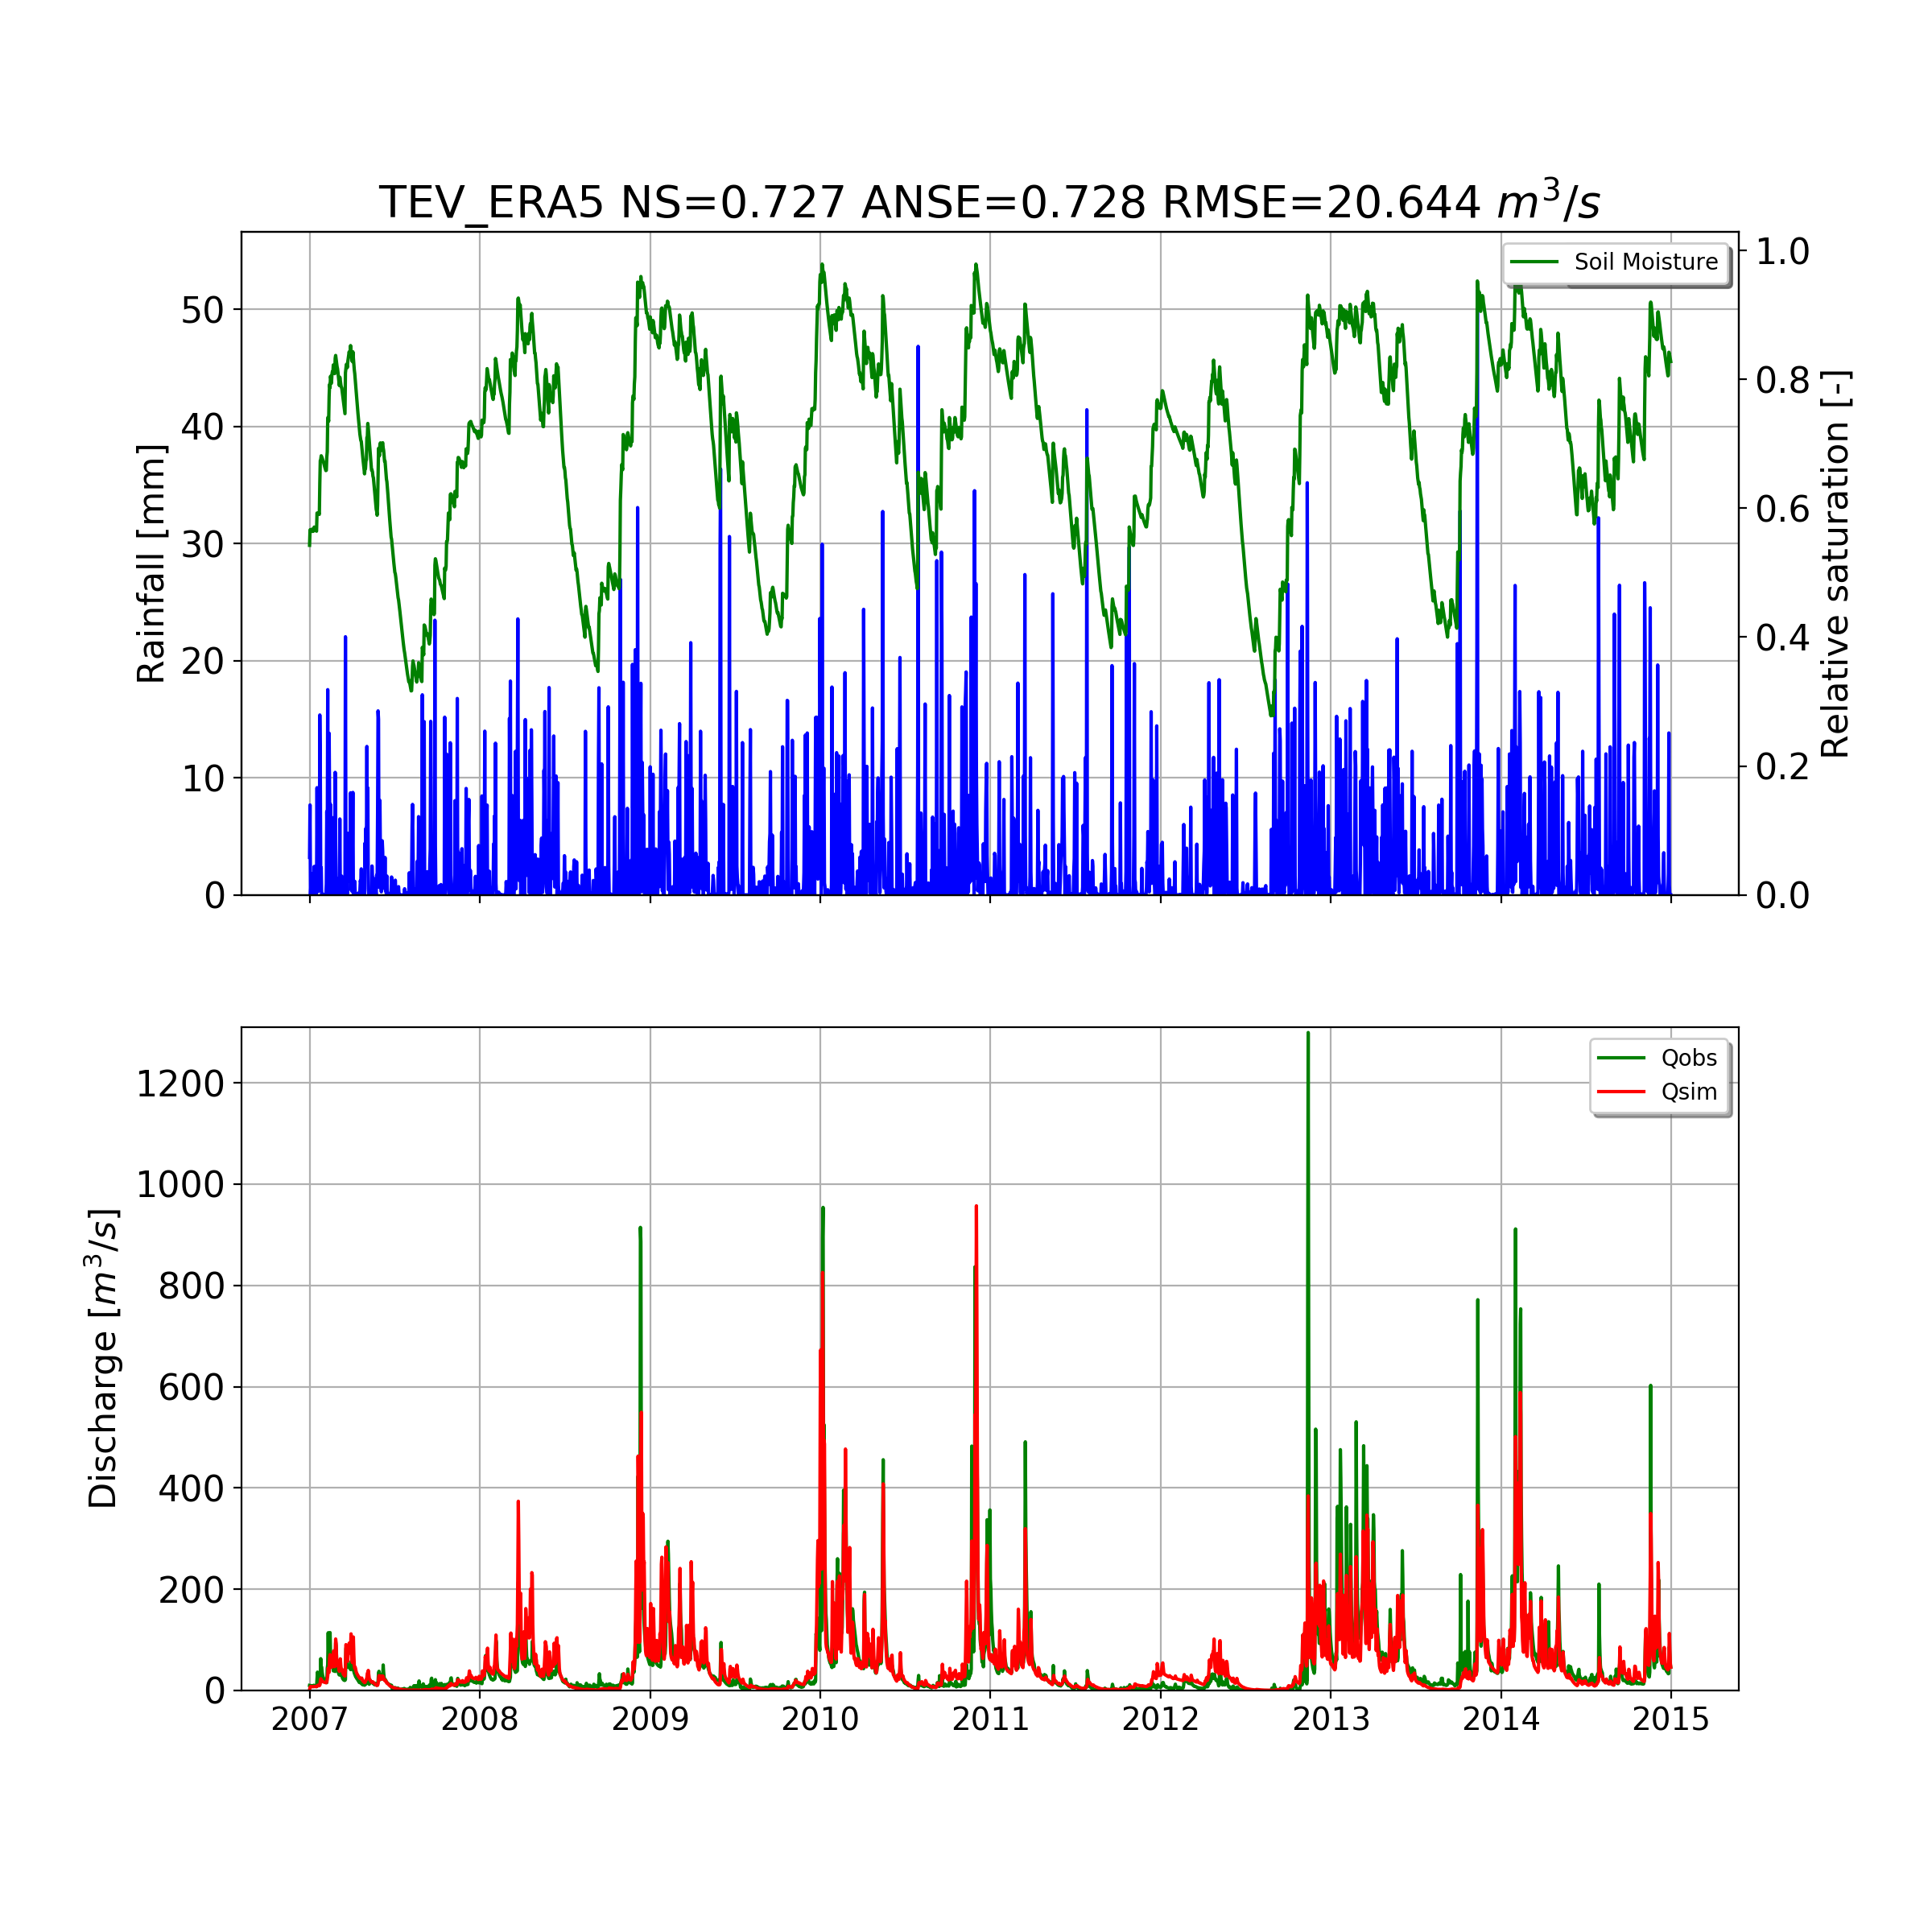 TEV_ERA5 NS=0.727 ANSE=0.728 RMSE=20.644 m³/s
Soil Moisture
Rainfall [mm]
50
40
30
20
10
0
1.0
0.8
0.6
0.4
0.2
0.0
Relative saturation [-]
Qobs
Qsim
Discharge [m³/s]
1200
1000
800
600
400
200
0
2007 2008 2009 2010 2011 2012 2013 2014 2015